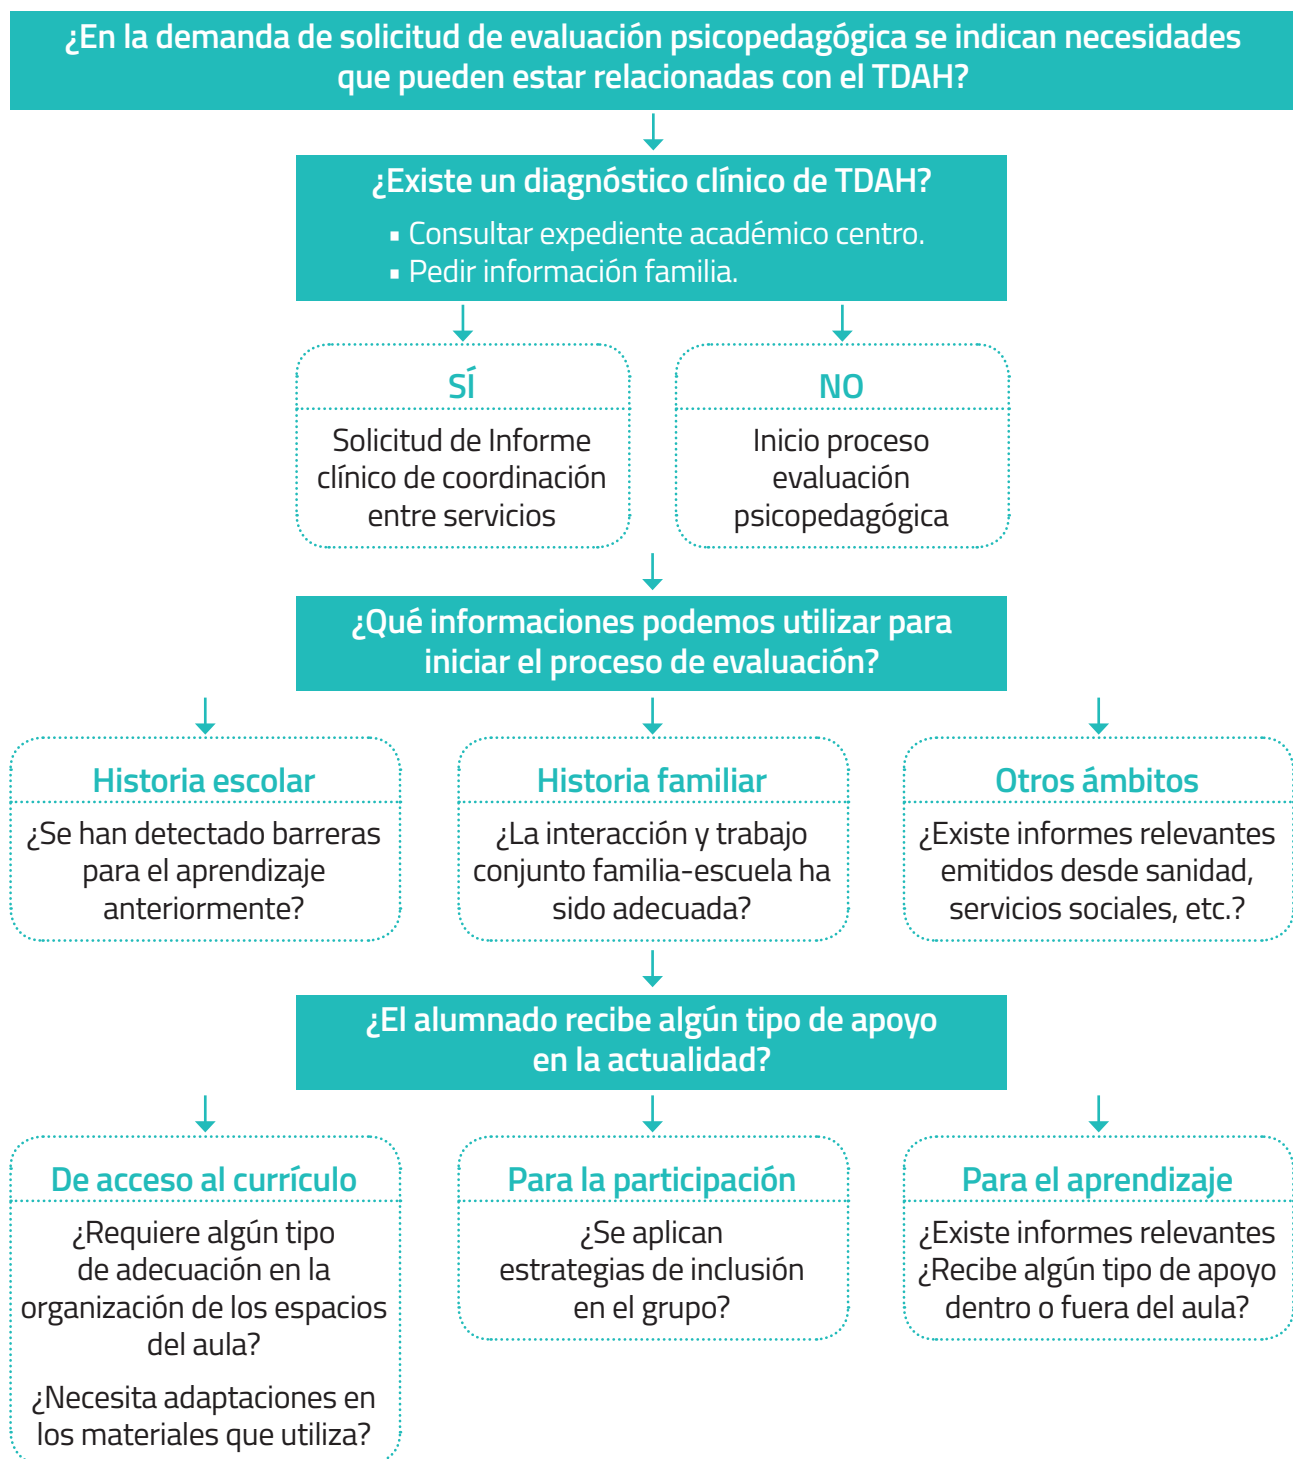 ¿En la demanda de solicitud de evaluación psicopedagógica se indican necesidades
que pueden estar relacionadas con el TDAH?
¿Existe un diagnóstico clínico de TDAH?
▪ Consultar expediente académico centro.
▪ Pedir información familia.
SÍ
Solicitud de Informe
clínico de coordinación
entre servicios
NO
Inicio proceso
evaluación
psicopedagógica
¿Qué informaciones podemos utilizar para
iniciar el proceso de evaluación?
Historia escolar
¿Se han detectado barreras
para el aprendizaje
anteriormente?
Historia familiar
¿La interacción y trabajo
conjunto familia-escuela ha
sido adecuada?
Otros ámbitos
¿Existe informes relevantes
emitidos desde sanidad,
servicios sociales, etc.?
¿El alumnado recibe algún tipo de apoyo
en la actualidad?
De acceso al currículo
¿Requiere algún tipo
de adecuación en la
organización de los espacios
del aula?
¿Necesita adaptaciones en
los materiales que utiliza?
Para la participación
¿Se aplican
estrategias de inclusión
en el grupo?
Para el aprendizaje
¿Existe informes relevantes
¿Recibe algún tipo de apoyo
dentro o fuera del aula?